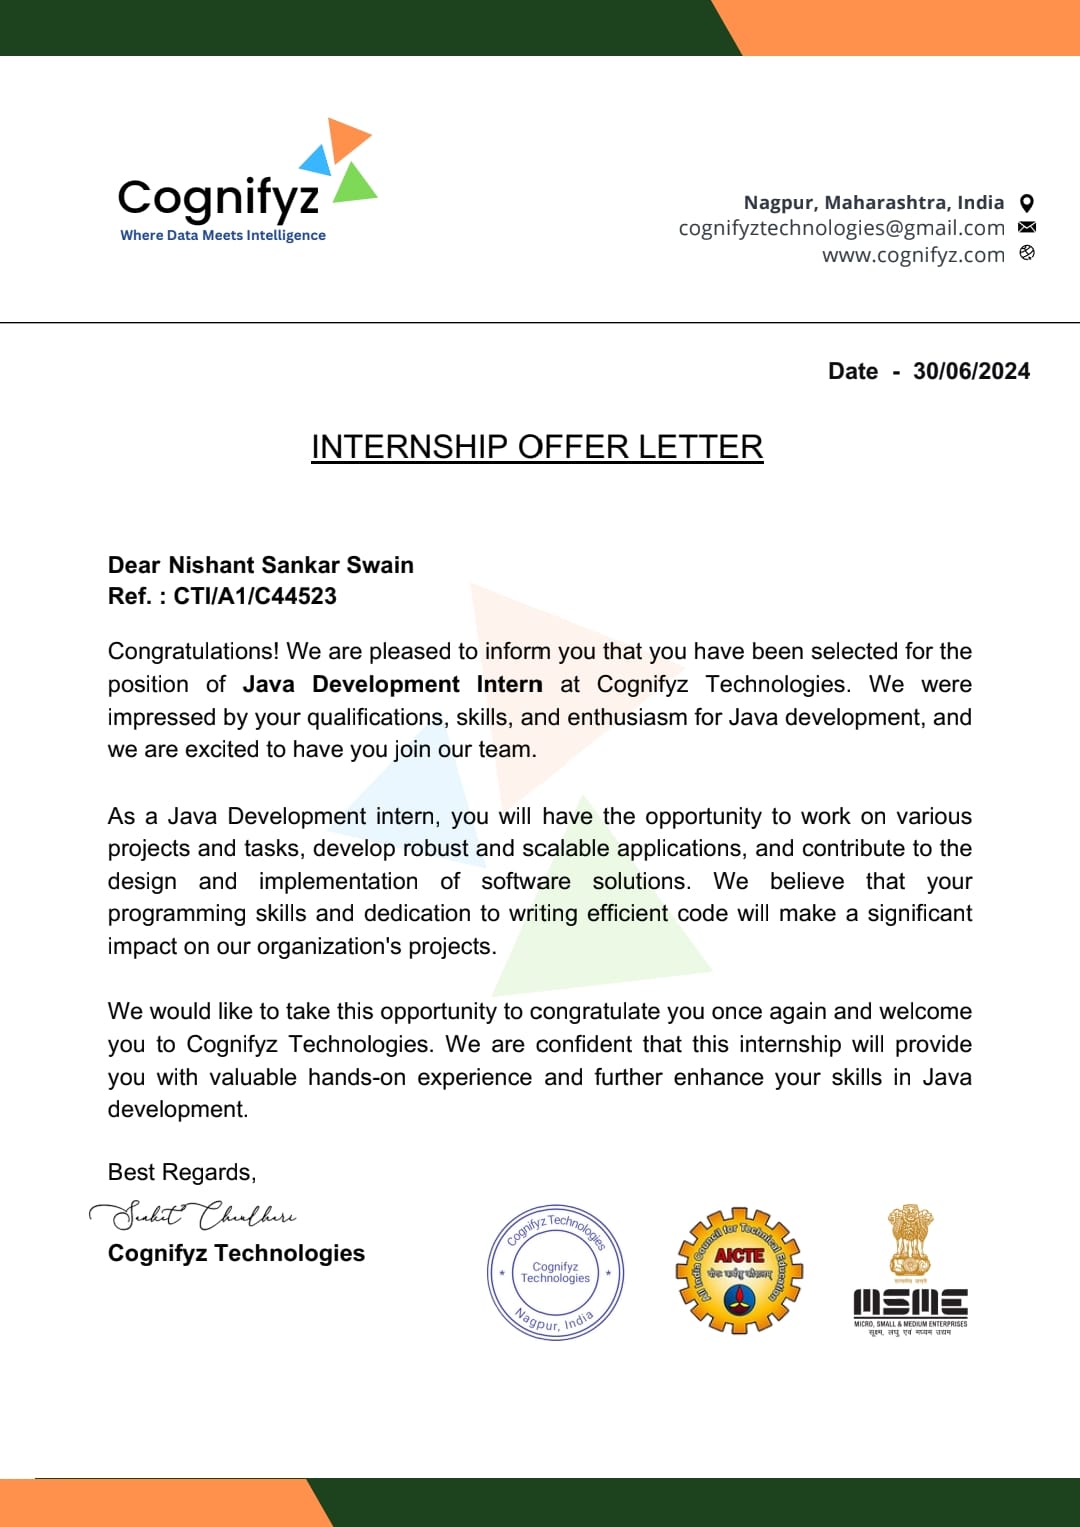 Cognifyz
Where Data Meets Intelligence
Nagpur, Maharashtra, India
cognifyztechnologies@gmail.com
www.cognifyz.com
Date - 30/06/2024
INTERNSHIP OFFER LETTER
Dear Nishant Sankar Swain
Ref. : CTI/A1/C44523
Congratulations! We are pleased to inform you that you have been selected for the
position of Java Development Intern at Cognifyz Technologies. We were
impressed by your qualifications, skills, and enthusiasm for Java development, and
we are excited to have you join our team.
As a Java Development intern, you will have the opportunity to work on various
projects and tasks, develop robust and scalable applications, and contribute to the
design and implementation of software solutions. We believe that your
programming skills and dedication to writing efficient code will make a significant
impact on our organization's projects.
We would like to take this opportunity to congratulate you once again and welcome
you to Cognifyz Technologies. We are confident that this internship will provide
you with valuable hands-on experience and further enhance your skills in Java
development.
Best Regards,
Cognifyz Technologies
Cognifyz Technologies
Cognifyz
Technologies
Nagpur, India
All India Council for Technical Education
AICTE
MSME
MICRO, SMALL & MEDIUM ENTERPRISES
सूक्ष्म, लघु एवं मध्यम उद्यम